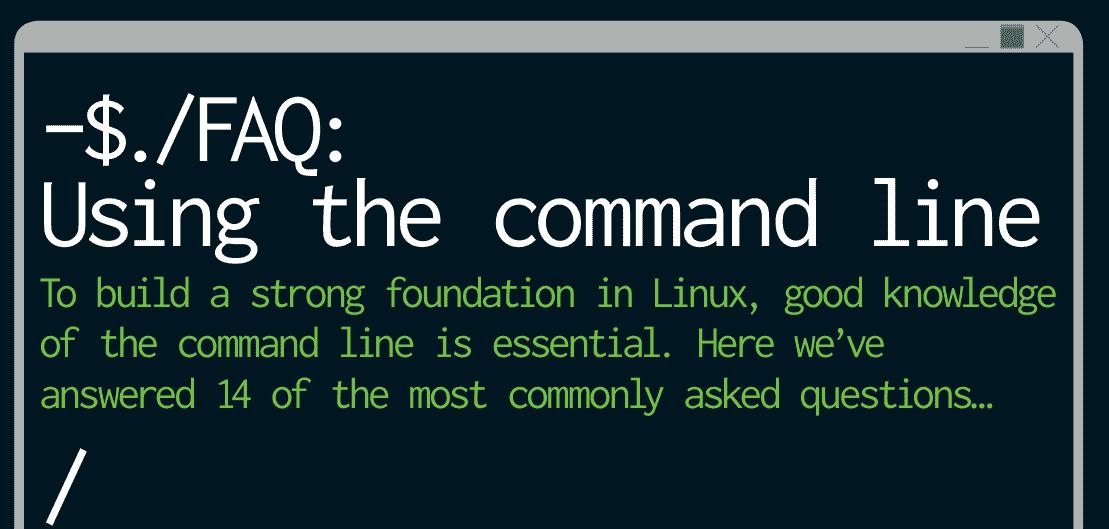 -$./FAQ:
Using the command line
To build a strong foundation in Linux, good knowledge
of the command line is essential. Here we’ve
answered 14 of the most commonly asked questions…
/